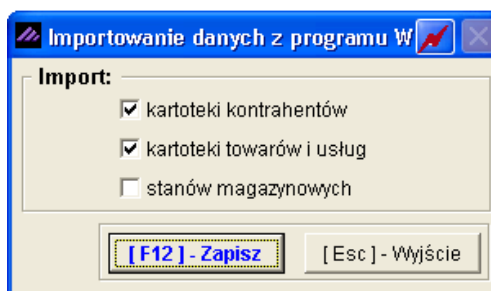 Importowanie danych z programu W
Import:
kartoteki kontrahentów
kartoteki towarów i usług
stanów magazynowych
[ F12 ] - Zapisz [ Esc ] - Wyjście